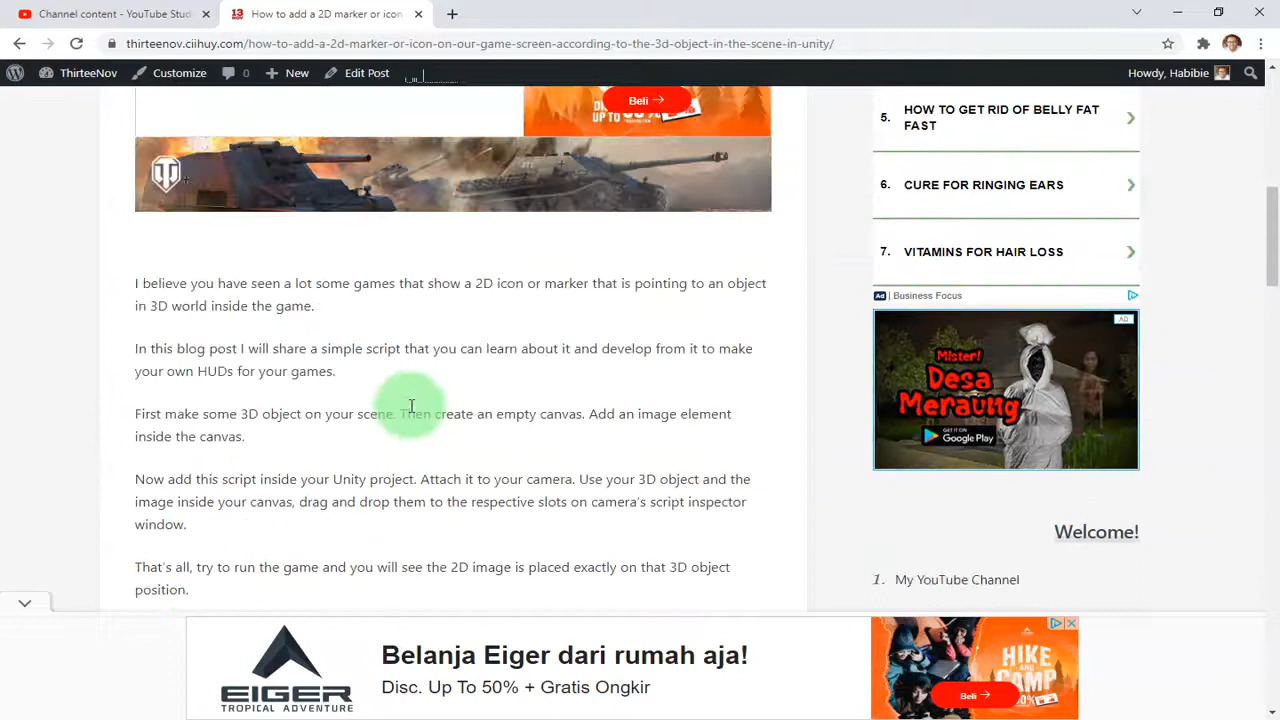 Channel content - YouTube Stud
How to add a 2D marker or icon
thirteenov.ciihuy.com/how-to-add-a-2d-marker-or-icon-on-our-game-screen-according-to-the-3d-object-in-the-scene-in-unity/
ThirteeNov
Customize
0
New
Edit Post
Howdy, Habibie
Beli
5. HOW TO GET RID OF BELLY FAT
FAST
6. CURE FOR RINGING EARS
7. VITAMINS FOR HAIR LOSS
Ad | Business Focus
AD
Mister!
Desa
Meraung
GET IT ON
Google Play
I believe you have seen a lot some games that show a 2D icon or marker that is pointing to an object
in 3D world inside the game.
In this blog post I will share a simple script that you can learn about it and develop from it to make
your own HUDs for your games.
First make some 3D object on your scene. Then create an empty canvas. Add an image element
inside the canvas.
Now add this script inside your Unity project. Attach it to your camera. Use your 3D object and the
image inside your canvas, drag and drop them to the respective slots on camera's script inspector
window.
That's all, try to run the game and you will see the 2D image is placed exactly on that 3D object
position.
Welcome!
1. My YouTube Channel
EIGER
TROPICAL ADVENTURE
Belanja Eiger dari rumah aja!
Disc. Up To 50% + Gratis Ongkir
HIKE
AND
CAMP
Beli